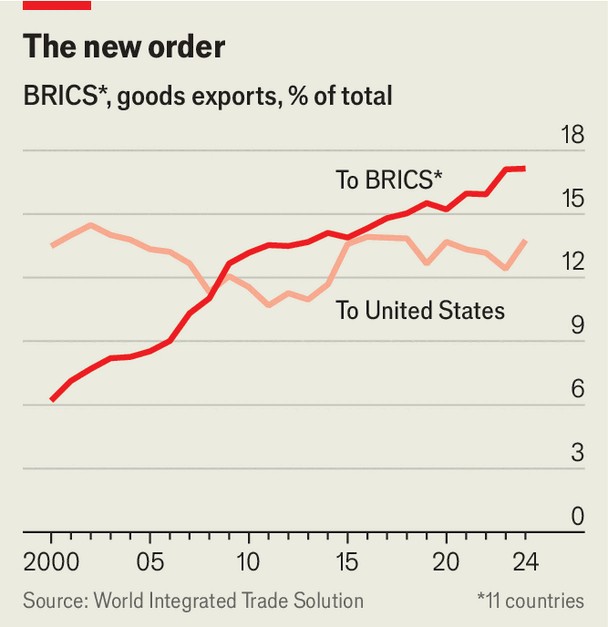 The new order
BRICS*, goods exports, % of total
18
To BRICS*
15
12
To United States
9
6
3
0
2000 05 10 15 20 24
Source: World Integrated Trade Solution *11 countries